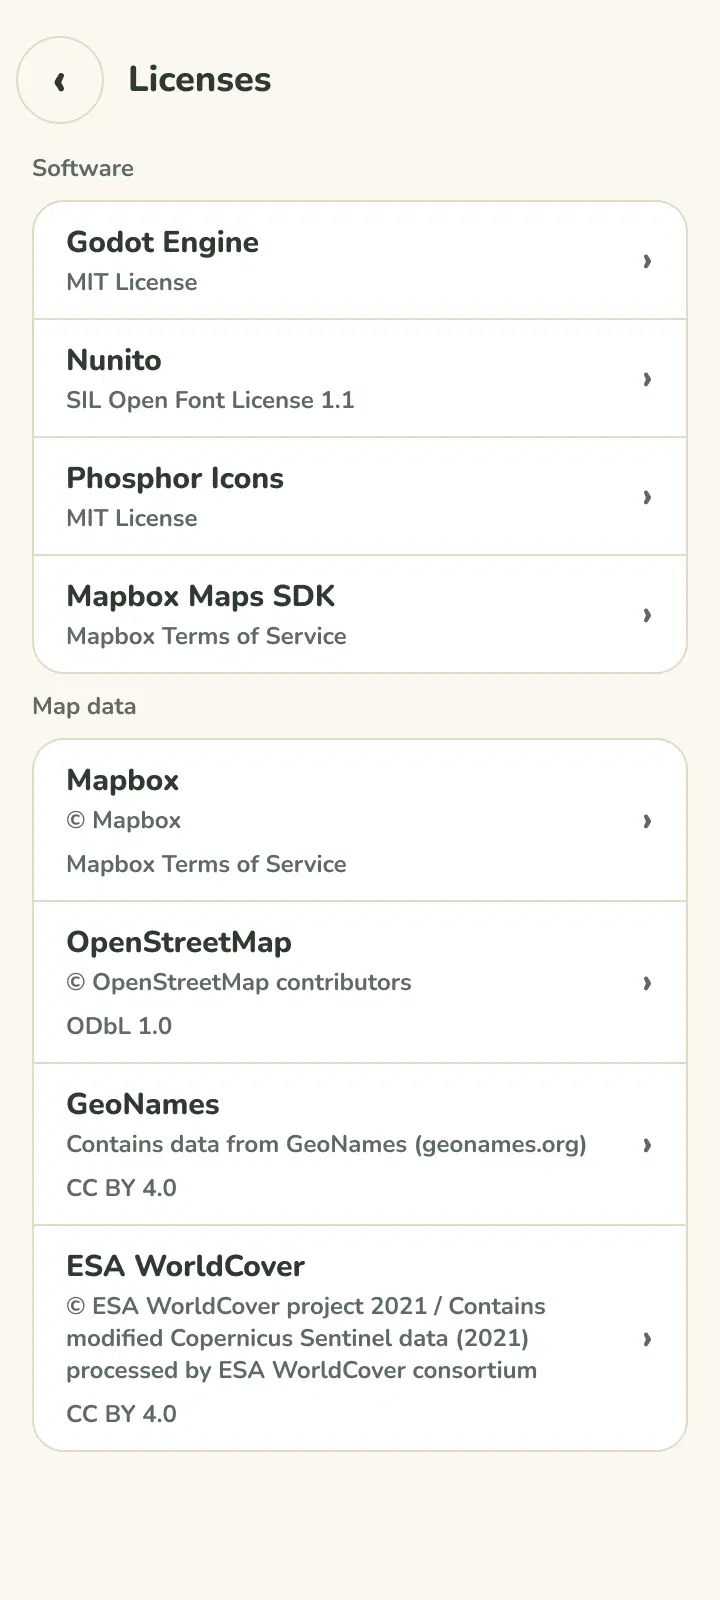 Licenses
Software
Godot Engine
MIT License
Nunito
SIL Open Font License 1.1
Phosphor Icons
MIT License
Mapbox Maps SDK
Mapbox Terms of Service
Map data
Mapbox
© Mapbox
Mapbox Terms of Service
OpenStreetMap
© OpenStreetMap contributors
ODbL 1.0
GeoNames
Contains data from GeoNames (geonames.org)
CC BY 4.0
ESA WorldCover
© ESA WorldCover project 2021 / Contains
modified Copernicus Sentinel data (2021)
processed by ESA WorldCover consortium
CC BY 4.0